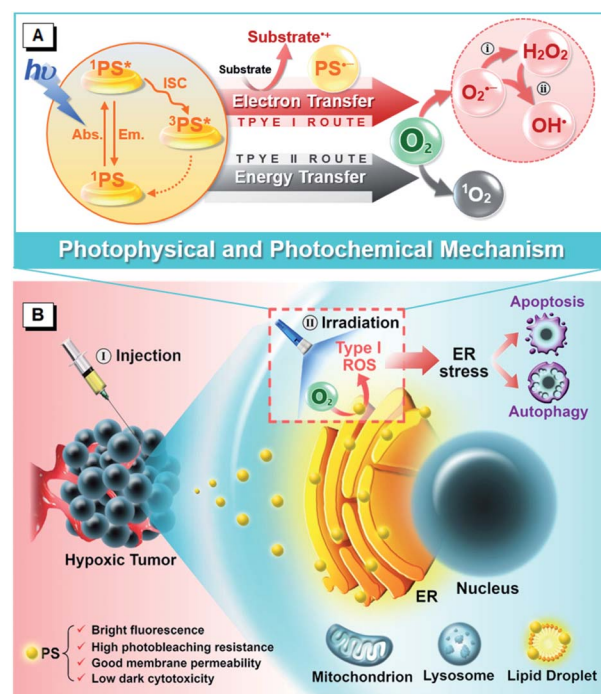 A
hυ
¹PS*
ISC
³PS*
Abs.
Em.
¹PS
Substrate•+
Substrate
PS•−
Electron Transfer
TPYE I ROUTE
TPYE II ROUTE
Energy Transfer
O₂
O₂•−
i
H₂O₂
ii
OH•
¹O₂
Photophysical and Photochemical Mechanism
B
I Injection
II Irradiation
Type I
ROS
O₂
ER
stress
Apoptosis
Autophagy
Hypoxic Tumor
ER
Nucleus
PS
✓ Bright fluorescence
✓ High photobleaching resistance
✓ Good membrane permeability
✓ Low dark cytotoxicity
Mitochondrion
Lysosome
Lipid Droplet